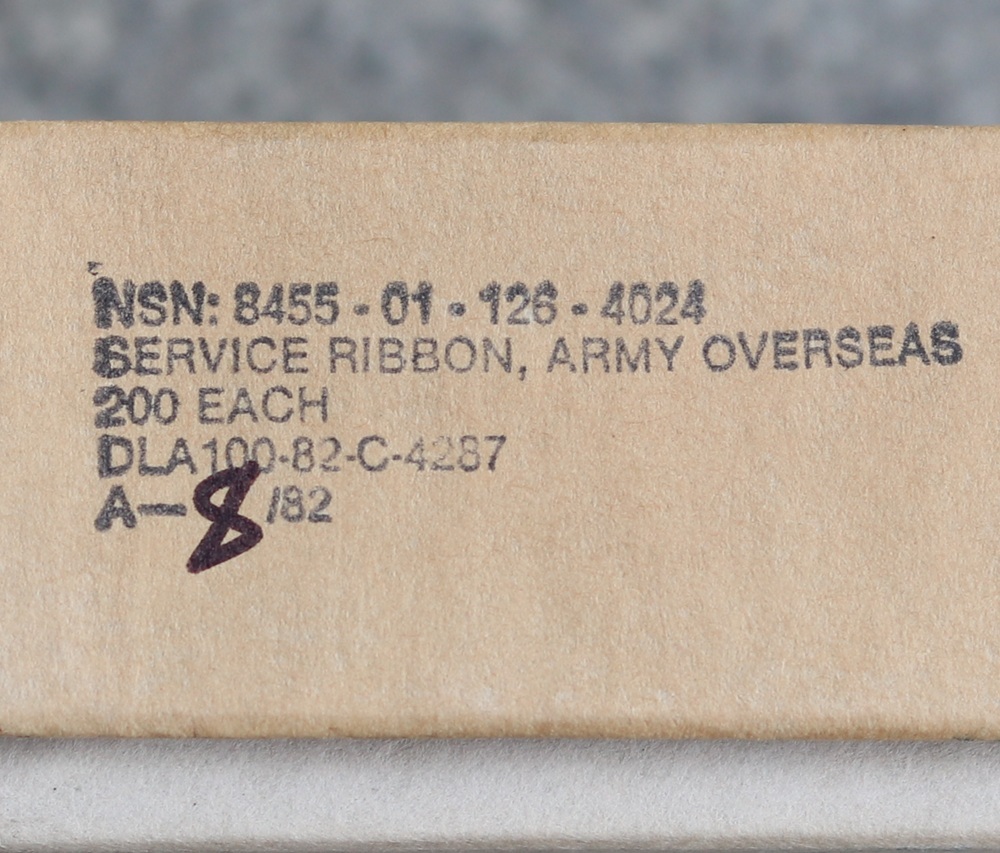 NSN: 8455-01-126-4024
SERVICE RIBBON, ARMY OVERSEAS
200 EACH
DLA100-82-C-4287
A-8/82